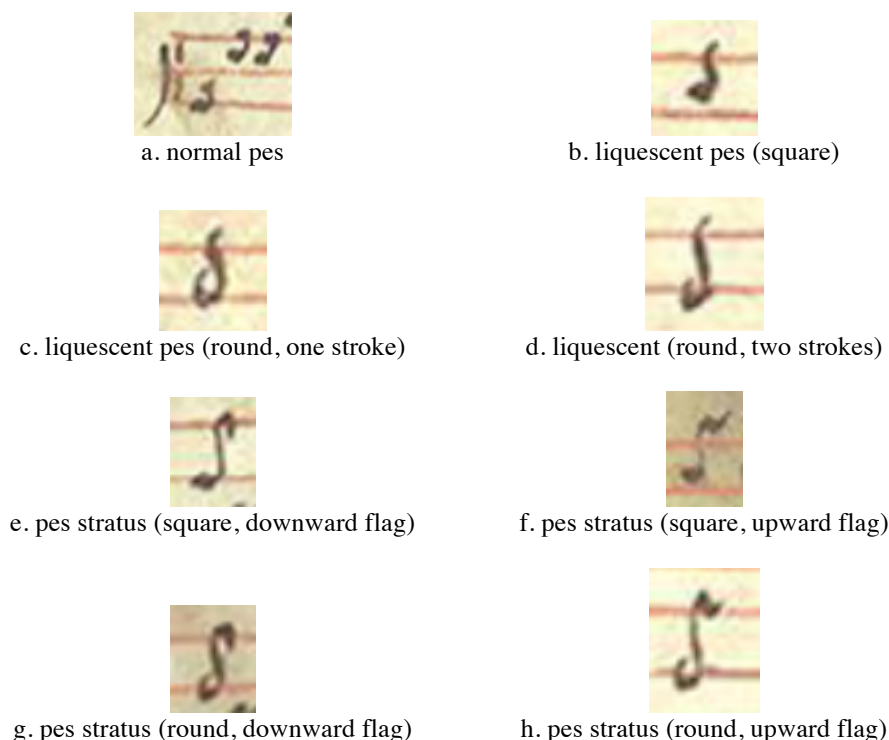 a. normal pes
b. liquescent pes (square)
c. liquescent pes (round, one stroke)
d. liquescent (round, two strokes)
e. pes stratus (square, downward flag)
f. pes stratus (square, upward flag)
g. pes stratus (round, downward flag)
h. pes stratus (round, upward flag)